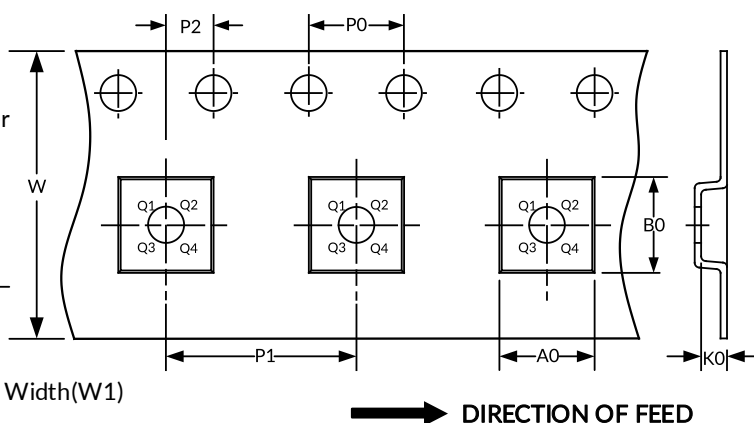 P2 P0
r
W
Q1 Q2 Q1 Q2 Q1 Q2
B0
Q3 Q4 Q3 Q4 Q3 Q4
P1 A0 K0
Width(W1)
DIRECTION OF FEED